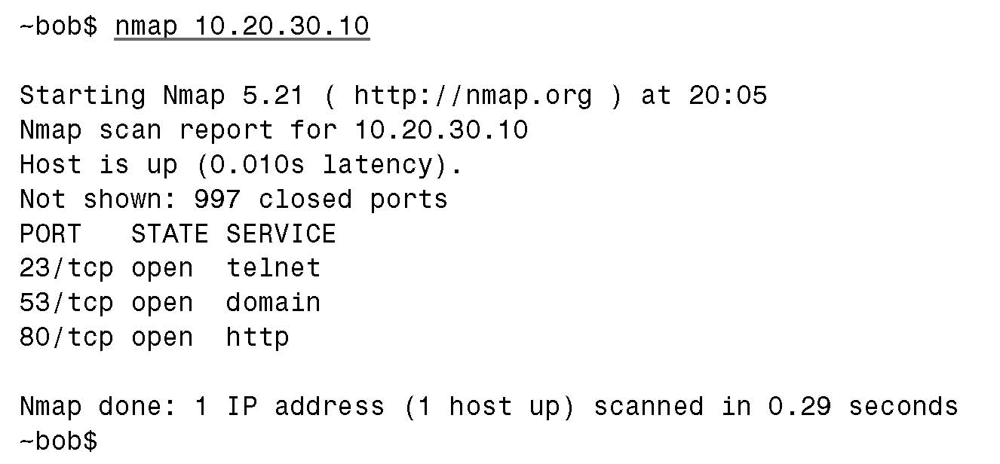 ~bob$ nmap 10.20.30.10
Starting Nmap 5.21 ( http://nmap.org ) at 20:05
Nmap scan report for 10.20.30.10
Host is up (0.010s latency).
Not shown: 997 closed ports
PORT   STATE SERVICE
23/tcp open  telnet
53/tcp open  domain
80/tcp open  http
Nmap done: 1 IP address (1 host up) scanned in 0.29 seconds
~bob$